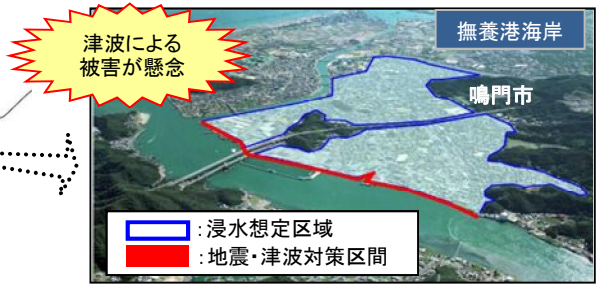 津波による
被害が懸念
撫養港海岸
鳴門市
:浸水想定区域
:地震・津波対策区間